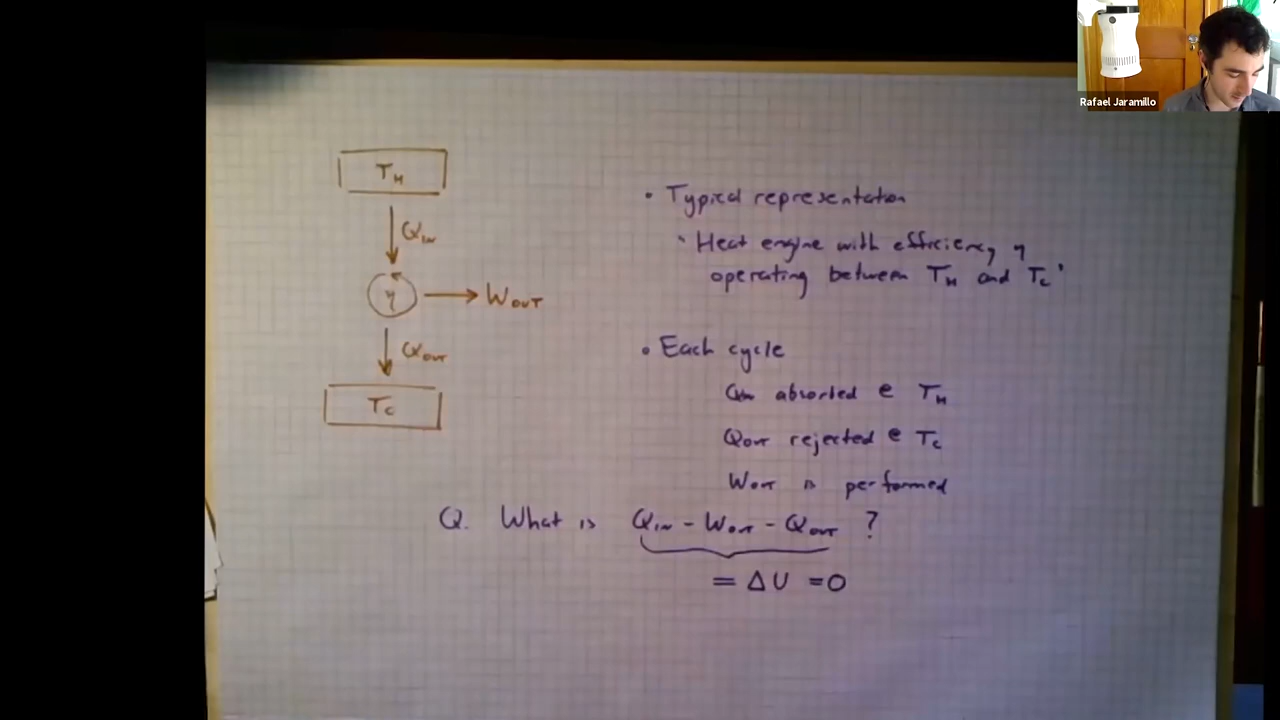 Rafael Jaramillo
T_H
Q_IN
η
W_OUT
Q_OUT
T_C
• Typical representation
• Heat engine with efficiency η
operating between T_H and T_C
• Each cycle
Q_IN absorbed @ T_H
Q_OUT rejected @ T_C
W_OUT is performed
Q. What is Q_IN - W_OUT - Q_OUT ?
= ΔU = 0